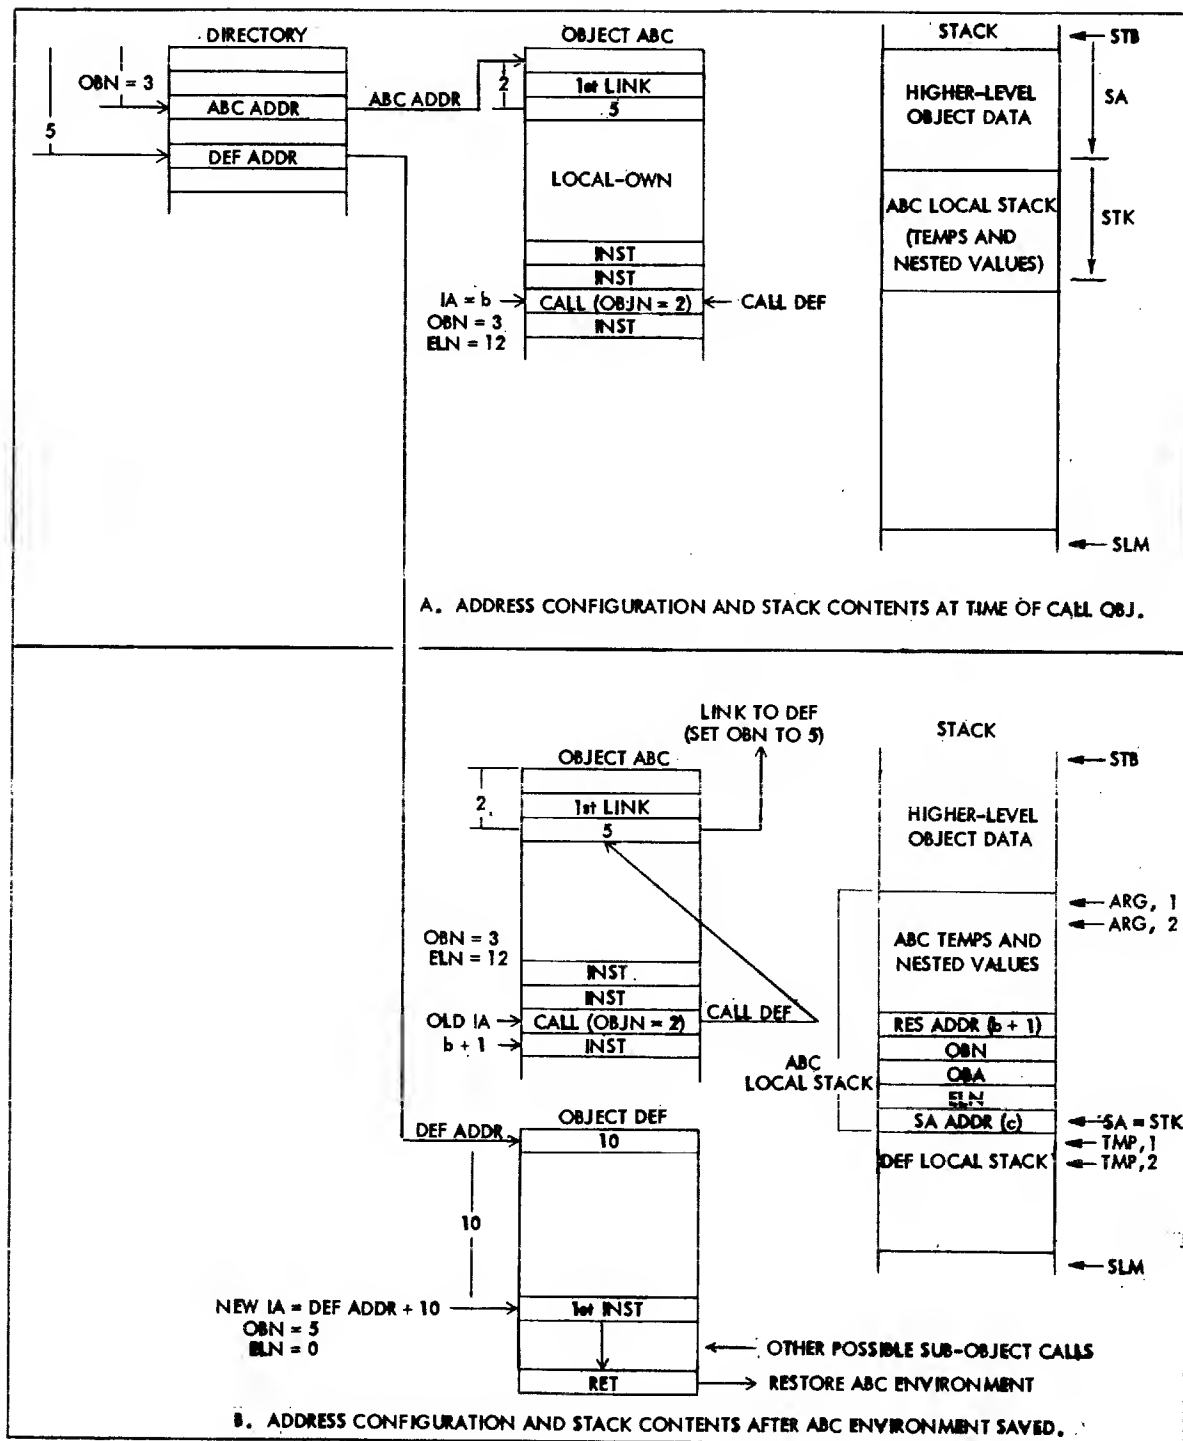 DIRECTORY
OBN = 3
5
ABC ADDR
DEF ADDR
ABC ADDR
OBJECT ABC
2
1st LINK
5
LOCAL-OWN
INST
INST
IA = b
CALL (OBJN = 2)
CALL DEF
OBN = 3
INST
ELN = 12
STACK
STB
HIGHER-LEVEL
OBJECT DATA
SA
ABC LOCAL STACK
(TEMPS AND
NESTED VALUES)
STK
SLM
A. ADDRESS CONFIGURATION AND STACK CONTENTS AT TIME OF CALL OBJ.
LINK TO DEF
(SET OBN TO 5)
OBJECT ABC
2
1st LINK
5
OBN = 3
ELN = 12
INST
INST
OLD IA
CALL (OBJN = 2)
CALL DEF
b + 1
INST
STACK
STB
HIGHER-LEVEL
OBJECT DATA
ARG, 1
ARG, 2
ABC TEMPS AND
NESTED VALUES
RES ADDR (b + 1)
OBN
ABC
LOCAL STACK
OBA
ELN
SA ADDR (c)
SA = STK
TMP,1
DEF LOCAL STACK
TMP,2
SLM
DEF ADDR
OBJECT DEF
10
10
NEW IA = DEF ADDR + 10
1st INST
OBN = 5
ELN = 0
OTHER POSSIBLE SUB-OBJECT CALLS
RET
RESTORE ABC ENVIRONMENT
B. ADDRESS CONFIGURATION AND STACK CONTENTS AFTER ABC ENVIRONMENT SAVED.